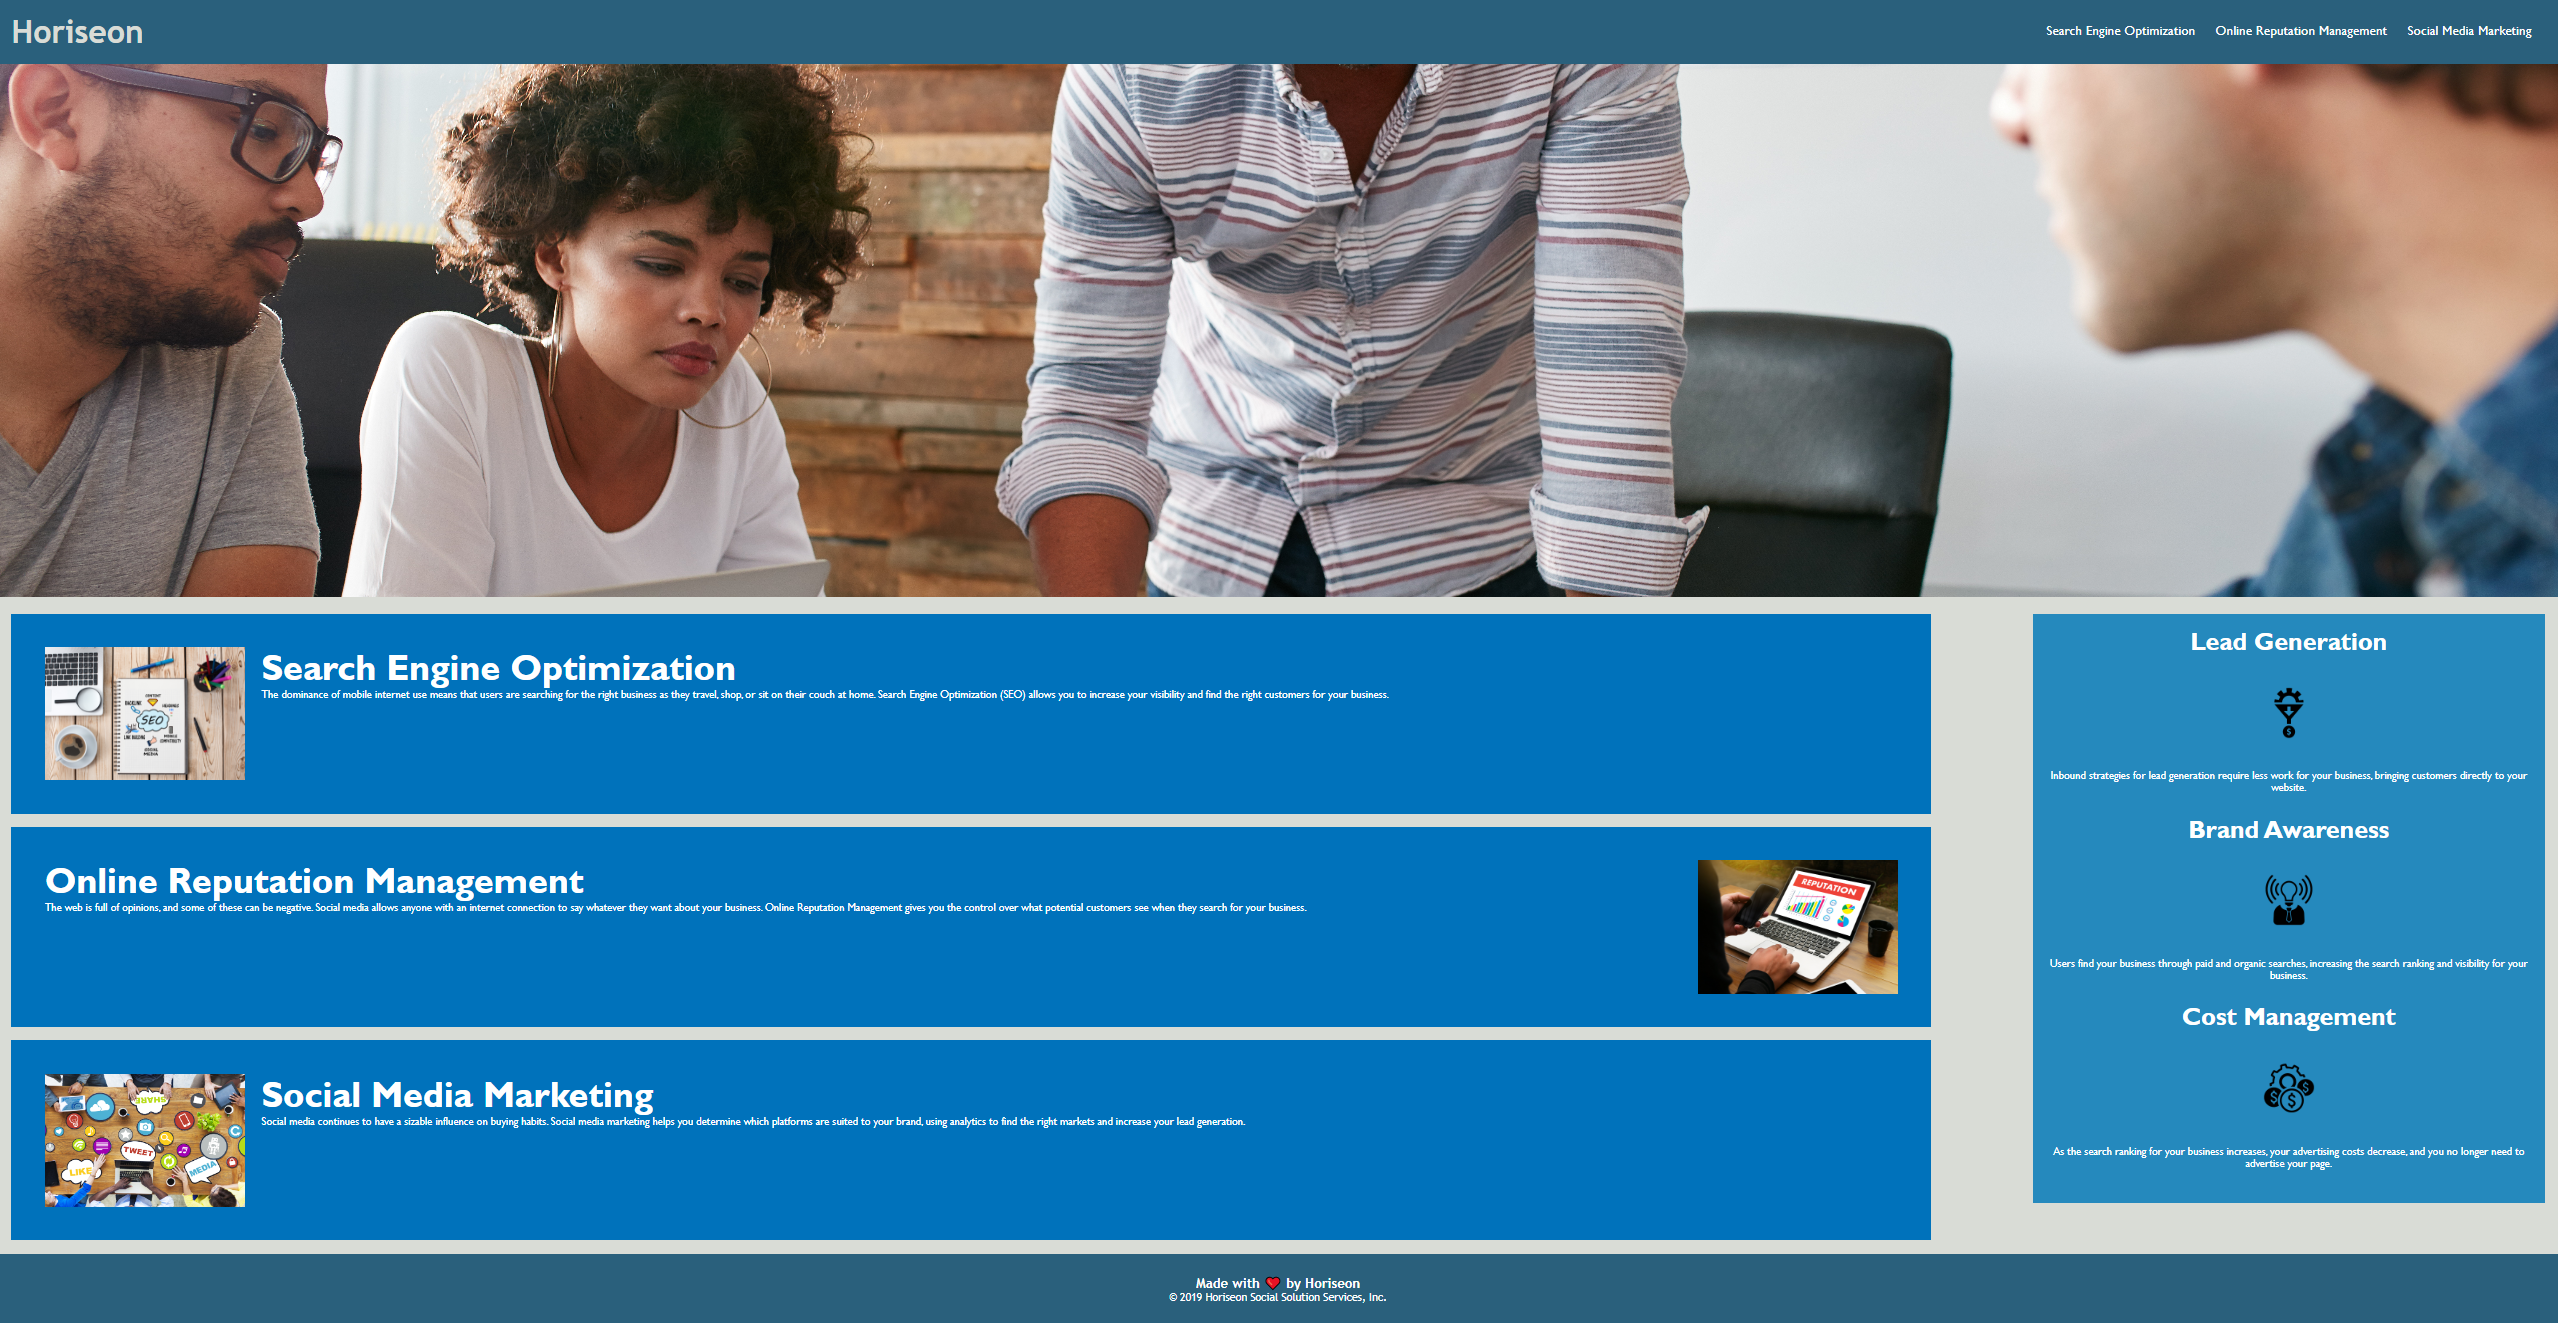 Horiseon
Search Engine Optimization
Online Reputation Management
Social Media Marketing
Search Engine Optimization
The dominance of mobile internet use means that users are searching for the right business as they travel, shop, or sit on their couch at home. Search Engine Optimization (SEO) allows you to increase your visibility and find the right customers for your business.
SEO
Online Reputation Management
The web is full of opinions, and some of these can be negative. Social media allows anyone with an internet connection to say whatever they want about your business. Online Reputation Management gives you the control over what potential customers see when they search for your business.
REPUTATION
Social Media Marketing
Social media continues to have a sizable influence on buying habits. Social media marketing helps you determine which platforms are suited to your brand, using analytics to find the right markets and increase your lead generation.
SHARE
TWEET
LIKE
MEDIA
Lead Generation
Inbound strategies for lead generation require less work for your business, bringing customers directly to your
website.
Brand Awareness
Users find your business through paid and organic searches, increasing the search ranking and visibility for your
business.
Cost Management
As the search ranking for your business increases, your advertising costs decrease, and you no longer need to
advertise your page.
Made with ❤️ by Horiseon
© 2019 Horiseon Social Solution Services, Inc.